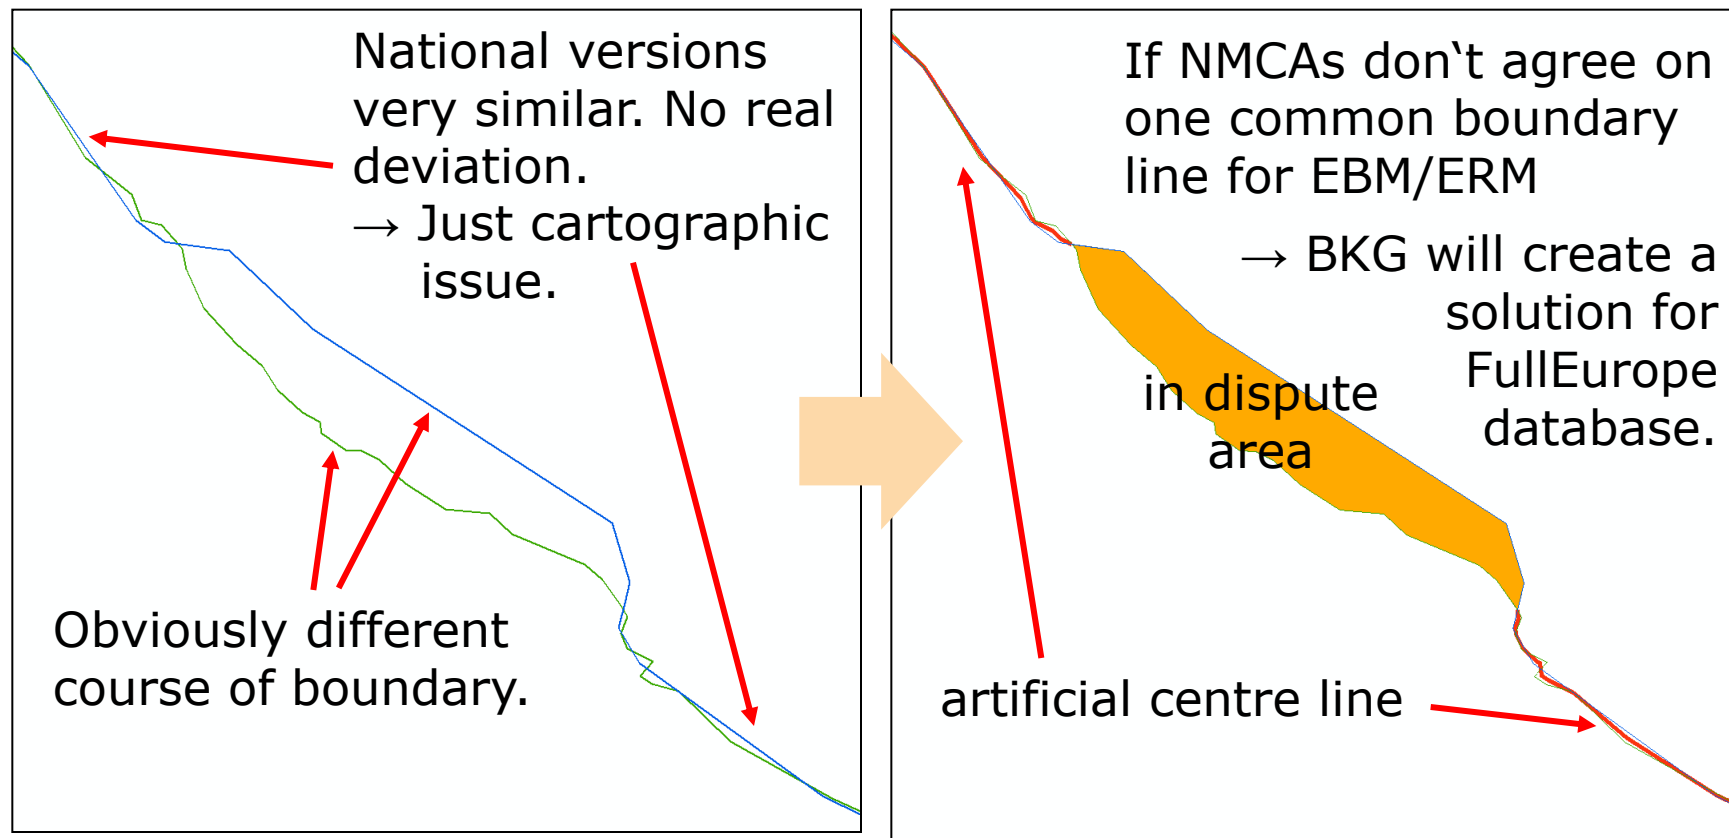 National versions
very similar. No real
deviation.
→ Just cartographic
issue.
Obviously different
course of boundary.
If NMCAs don‘t agree on
one common boundary
line for EBM/ERM
→ BKG will create a
solution for
FullEurope
database.
in dispute
area
artificial centre line